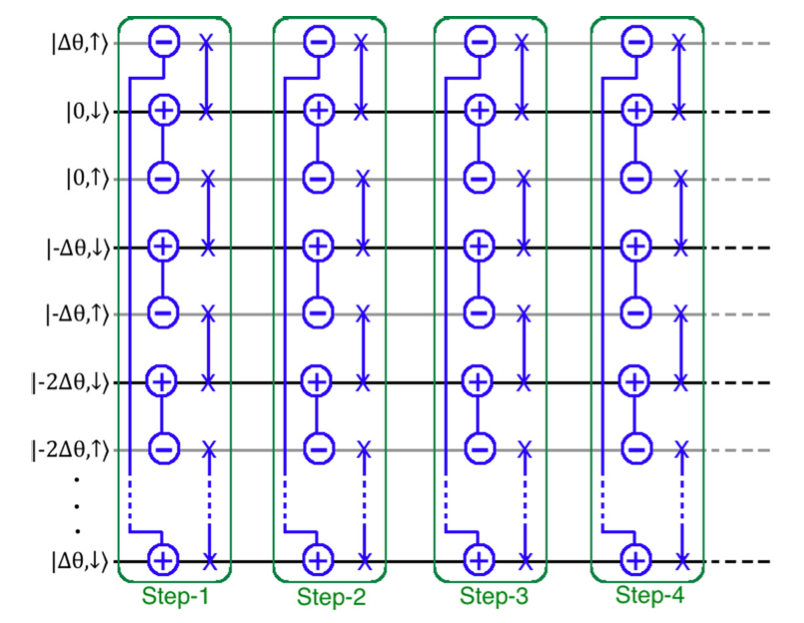 |Δθ,↑⟩ − − − −
X X X X
|0,↓⟩ + + + +
X X X X
|0,↑⟩ − − − −
X X X X
|-Δθ,↓⟩ + + + +
X X X X
|-Δθ,↑⟩ − − − −
X X X X
|-2Δθ,↓⟩ + + + +
X X X X
|-2Δθ,↑⟩ − − − −
X X X X
|Δθ,↓⟩ + + + +
X X X X
Step-1 Step-2 Step-3 Step-4